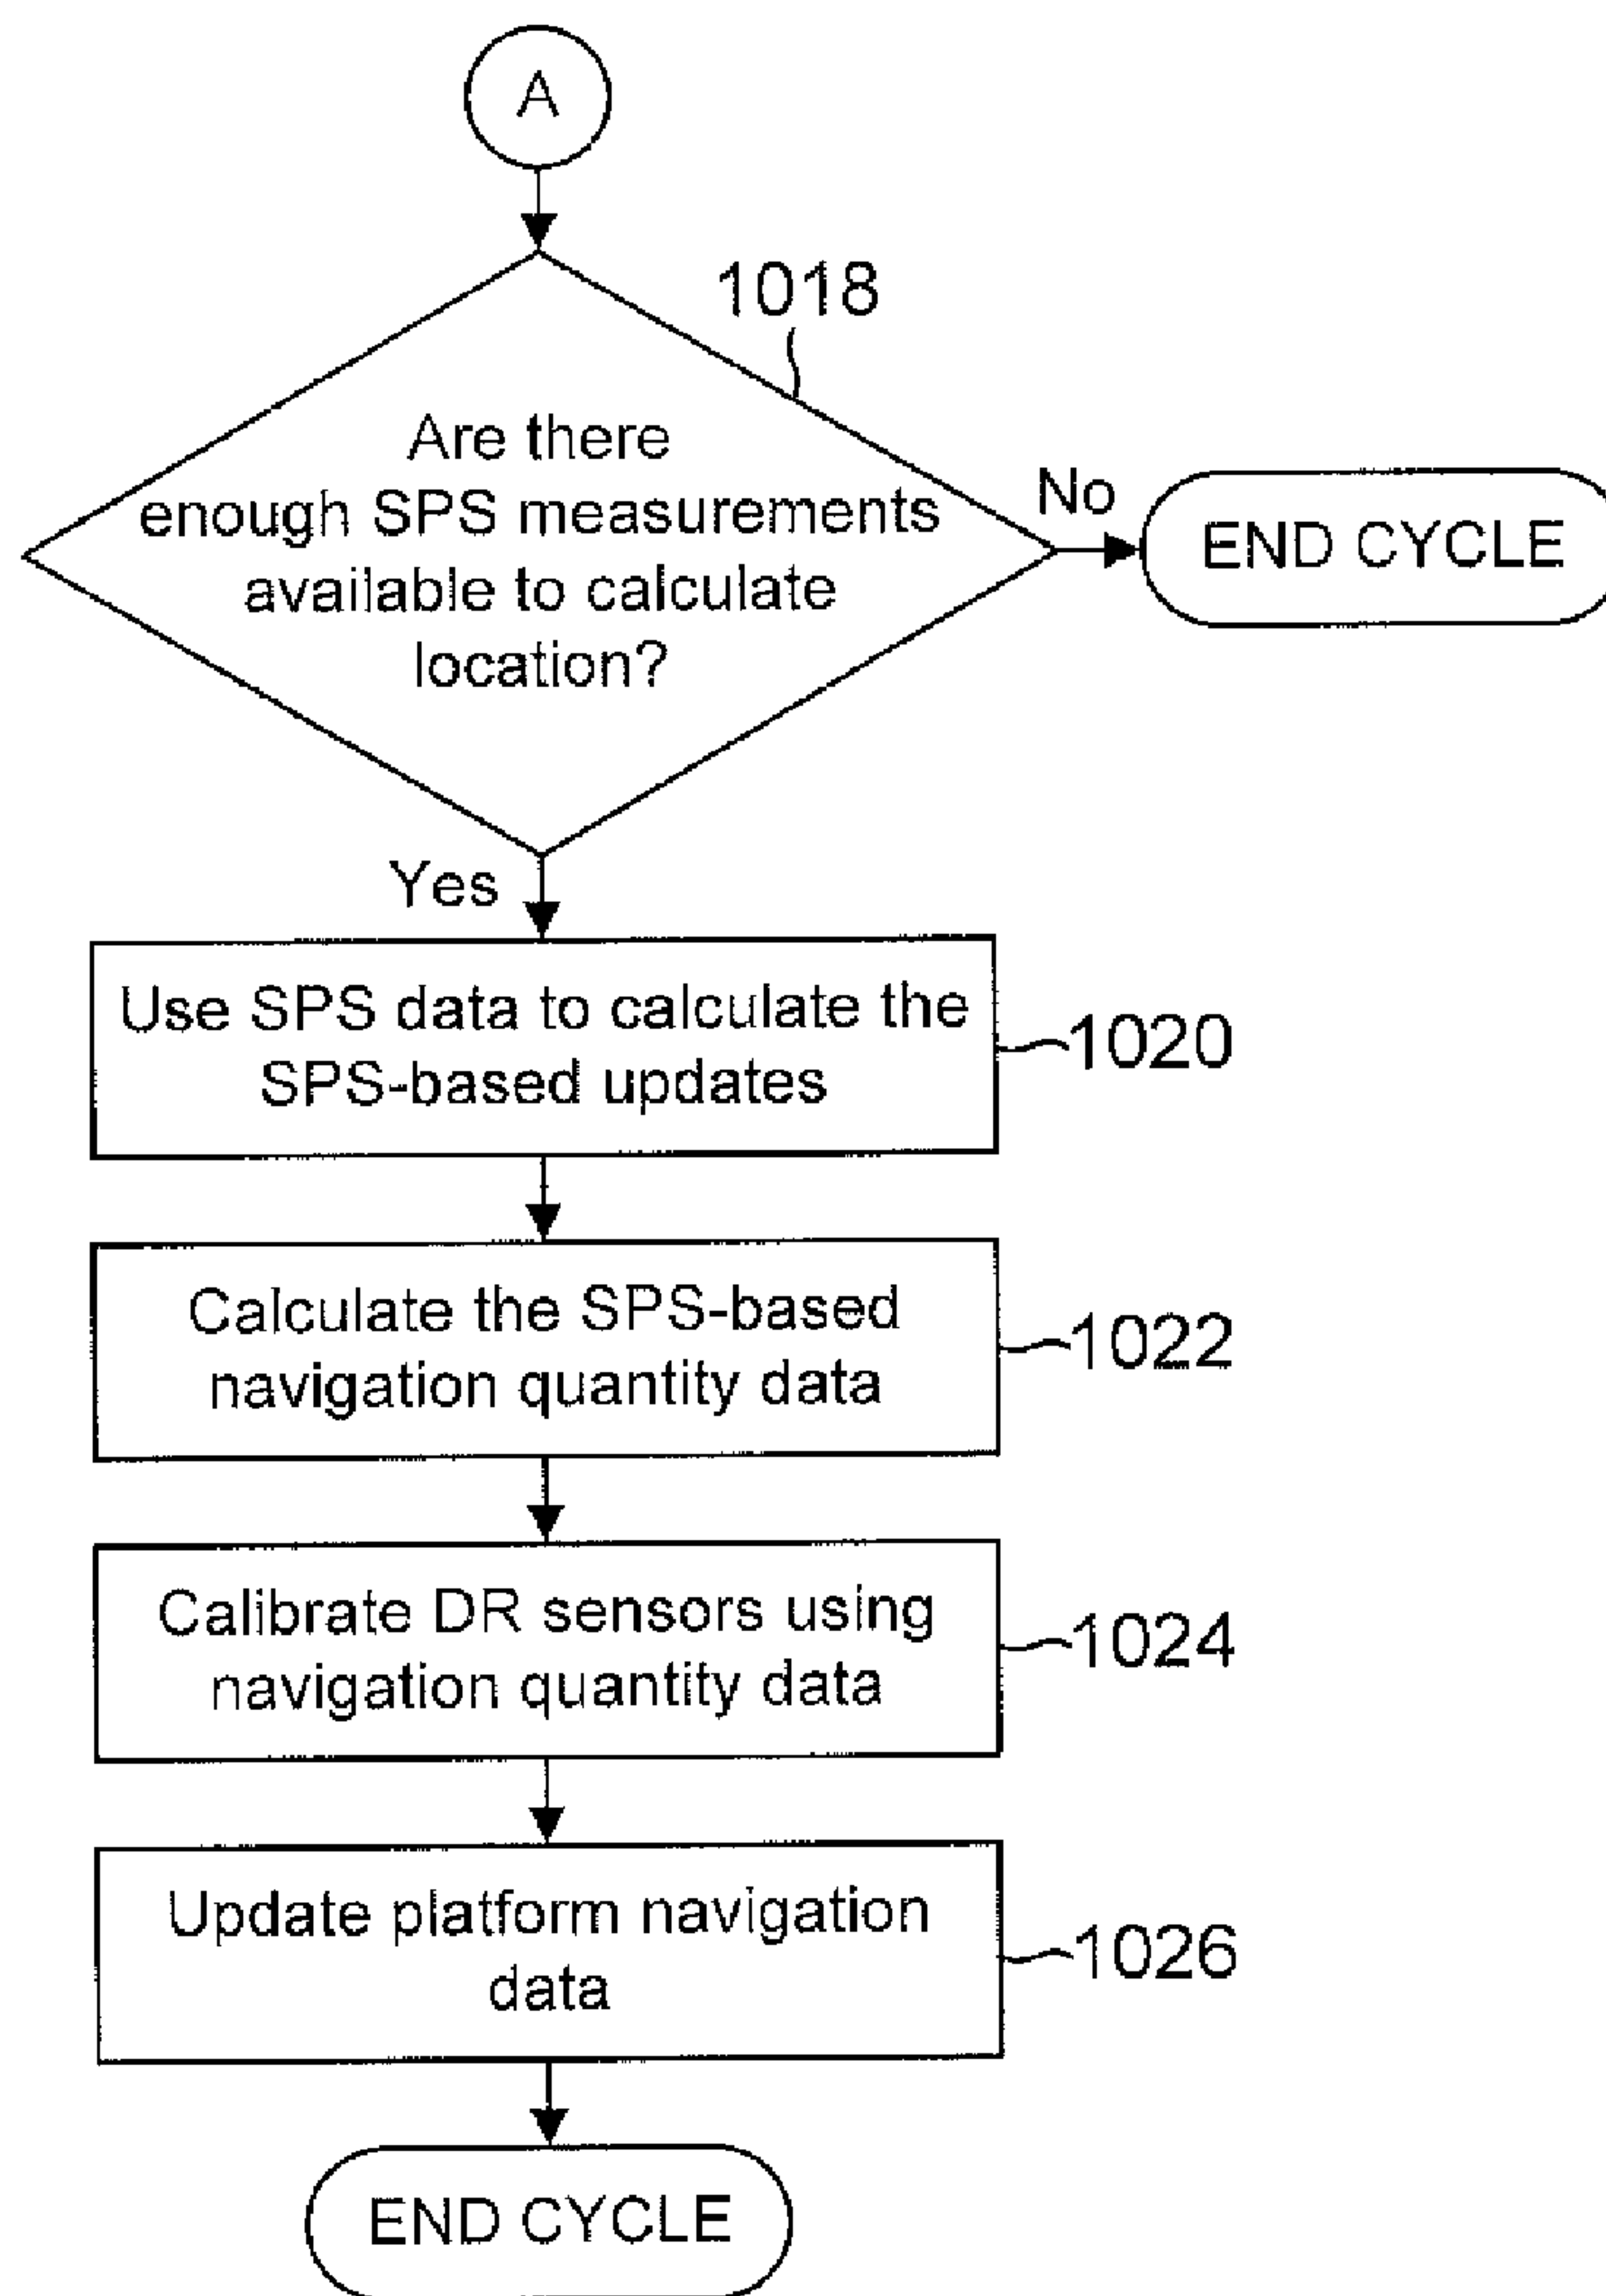 A
1018
Are there
enough SPS measurements
available to calculate
location?
No
END CYCLE
Yes
Use SPS data to calculate the
SPS-based updates
1020
Calculate the SPS-based
navigation quantity data
1022
Calibrate DR sensors using
navigation quantity data
1024
Update platform navigation
data
1026
END CYCLE